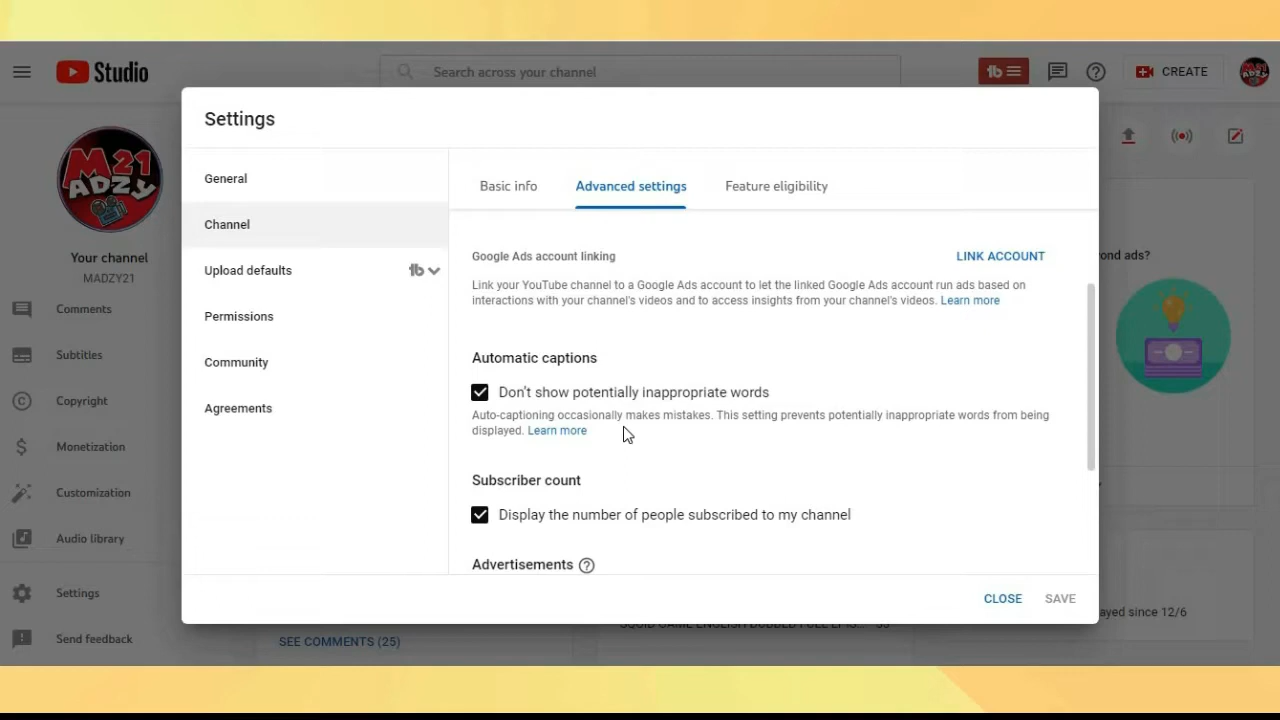 Studio
Search across your channel
CREATE
Settings
M21
ADZY
Your channel
MADZY21
Comments
Subtitles
Copyright
Monetization
Customization
Audio library
Settings
Send feedback
General
Channel
Upload defaults
Permissions
Community
Agreements
Basic info
Advanced settings
Feature eligibility
Google Ads account linking
LINK ACCOUNT
Link your YouTube channel to a Google Ads account to let the linked Google Ads account run ads based on
interactions with your channel's videos and to access insights from your channel's videos. Learn more
Automatic captions
Don't show potentially inappropriate words
Auto-captioning occasionally makes mistakes. This setting prevents potentially inappropriate words from being
displayed. Learn more
Subscriber count
Display the number of people subscribed to my channel
Advertisements
CLOSE
SAVE
ond ads?
ayed since 12/6
SEE COMMENTS (25)